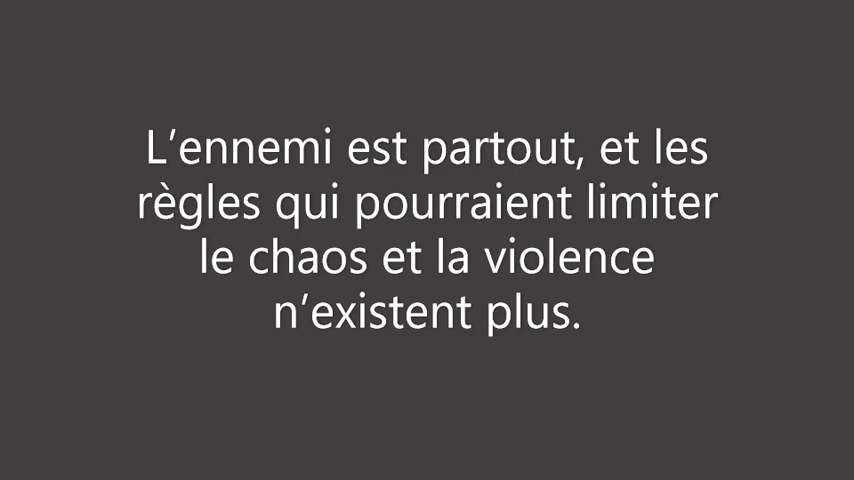 L’ennemi est partout, et les
règles qui pourraient limiter
le chaos et la violence
n’existent plus.